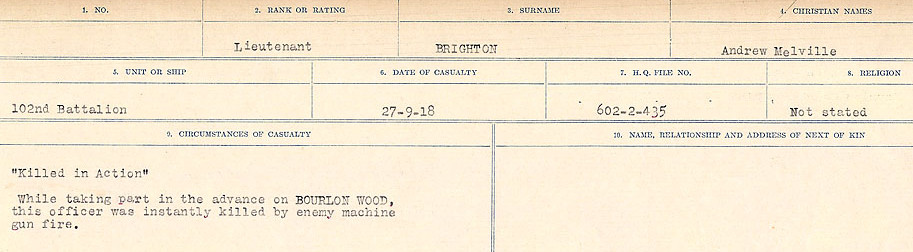 1. NO. 2. RANK OR RATING 3. SURNAME 4. CHRISTIAN NAMES
Lieutenant BRIGHTON Andrew Melville
5. UNIT OR SHIP 6. DATE OF CASUALTY 7. H.Q. FILE NO. 8. RELIGION
102nd Battalion 27-9-18 602-2-435 Not stated
9. CIRCUMSTANCES OF CASUALTY 10. NAME, RELATIONSHIP AND ADDRESS OF NEXT OF KIN
"Killed in Action"
While taking part in the advance on BOURLON WOOD,
this officer was instantly killed by enemy machine
gun fire.